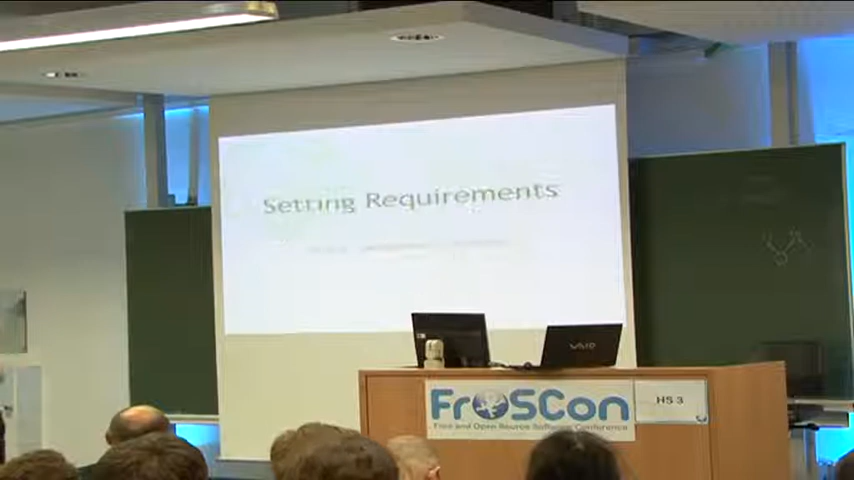 Setting Requirements
VAIO
FrOSCon
Free and Open Source Software Conference
HS 3